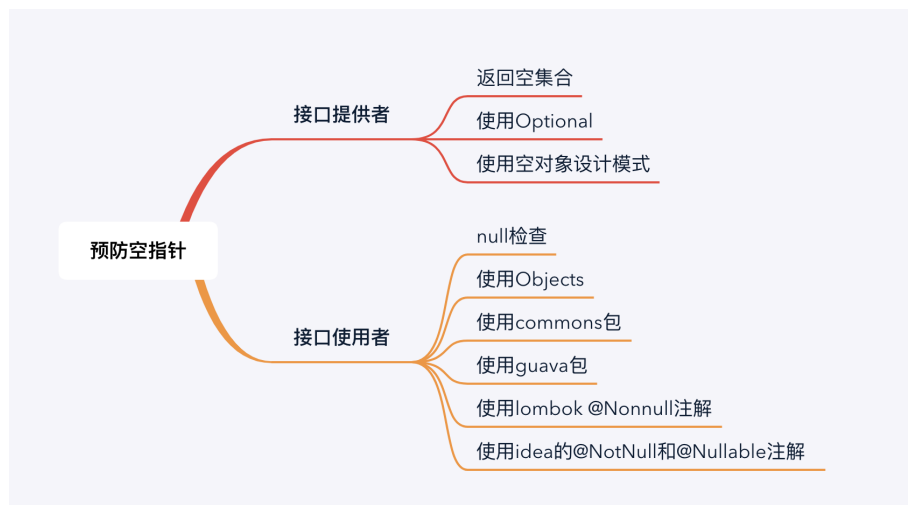 预防空指针
接口提供者
返回空集合
使用Optional
使用空对象设计模式
接口使用者
null检查
使用Objects
使用commons包
使用guava包
使用lombok @Nonnull注解
使用idea的@NotNull和@Nullable注解